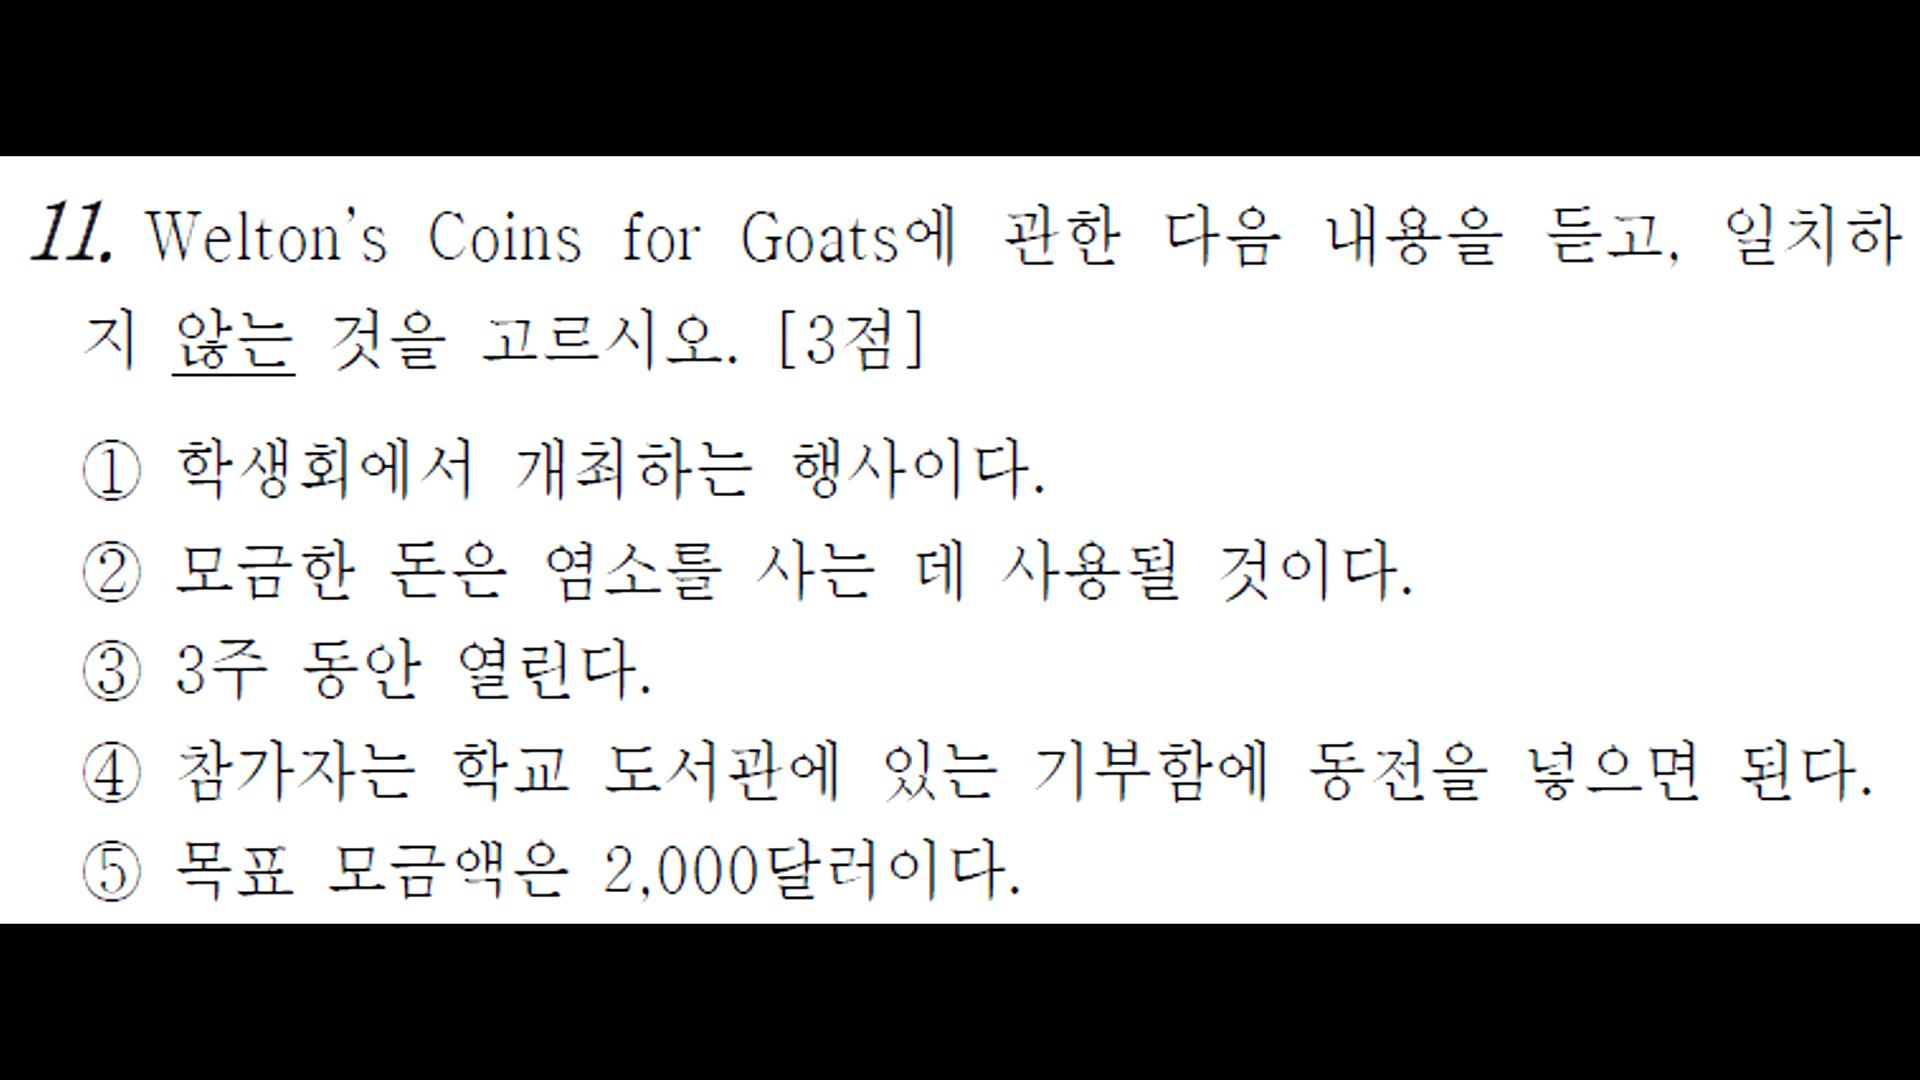 11. Welton's Coins for Goats에 관한 다음 내용을 듣고, 일치하
지 않는 것을 고르시오. [3점]
① 학생회에서 개최하는 행사이다.
② 모금한 돈은 염소를 사는 데 사용될 것이다.
③ 3주 동안 열린다.
④ 참가자는 학교 도서관에 있는 기부함에 동전을 넣으면 된다.
⑤ 목표 모금액은 2,000달러이다.